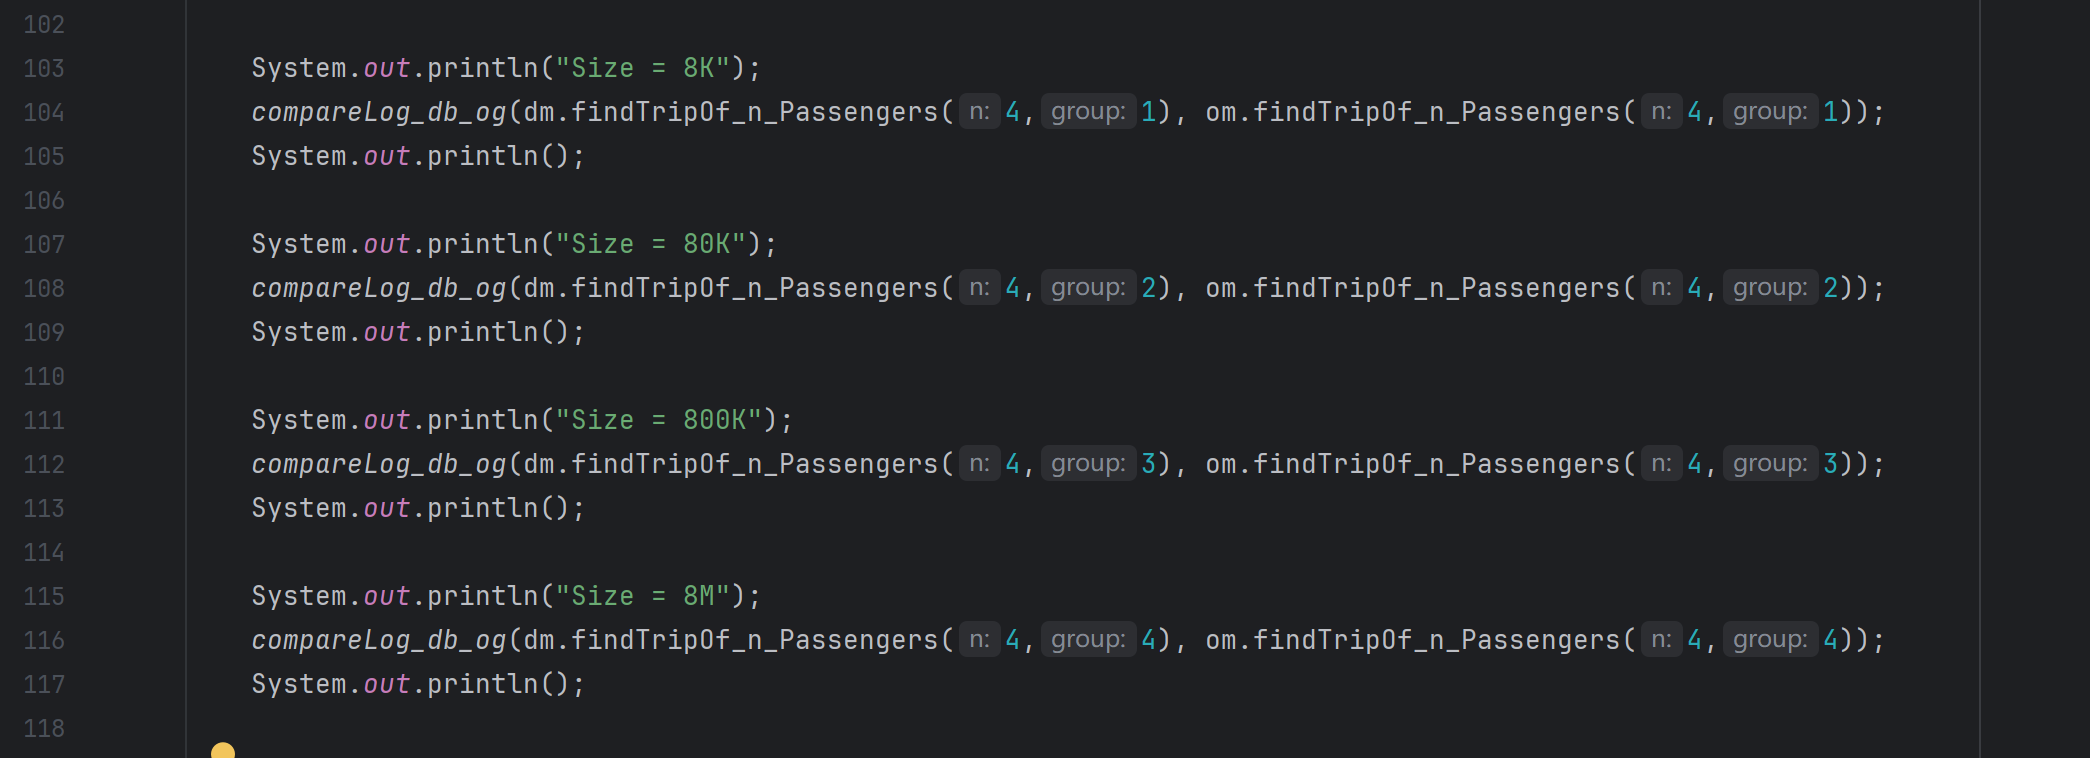 102
103 System.out.println("Size = 8K");
104 compareLog_db_og(dm.findTripOf_n_Passengers( n: 4, group: 1), om.findTripOf_n_Passengers( n: 4, group: 1));
105 System.out.println();
106
107 System.out.println("Size = 80K");
108 compareLog_db_og(dm.findTripOf_n_Passengers( n: 4, group: 2), om.findTripOf_n_Passengers( n: 4, group: 2));
109 System.out.println();
110
111 System.out.println("Size = 800K");
112 compareLog_db_og(dm.findTripOf_n_Passengers( n: 4, group: 3), om.findTripOf_n_Passengers( n: 4, group: 3));
113 System.out.println();
114
115 System.out.println("Size = 8M");
116 compareLog_db_og(dm.findTripOf_n_Passengers( n: 4, group: 4), om.findTripOf_n_Passengers( n: 4, group: 4));
117 System.out.println();
118